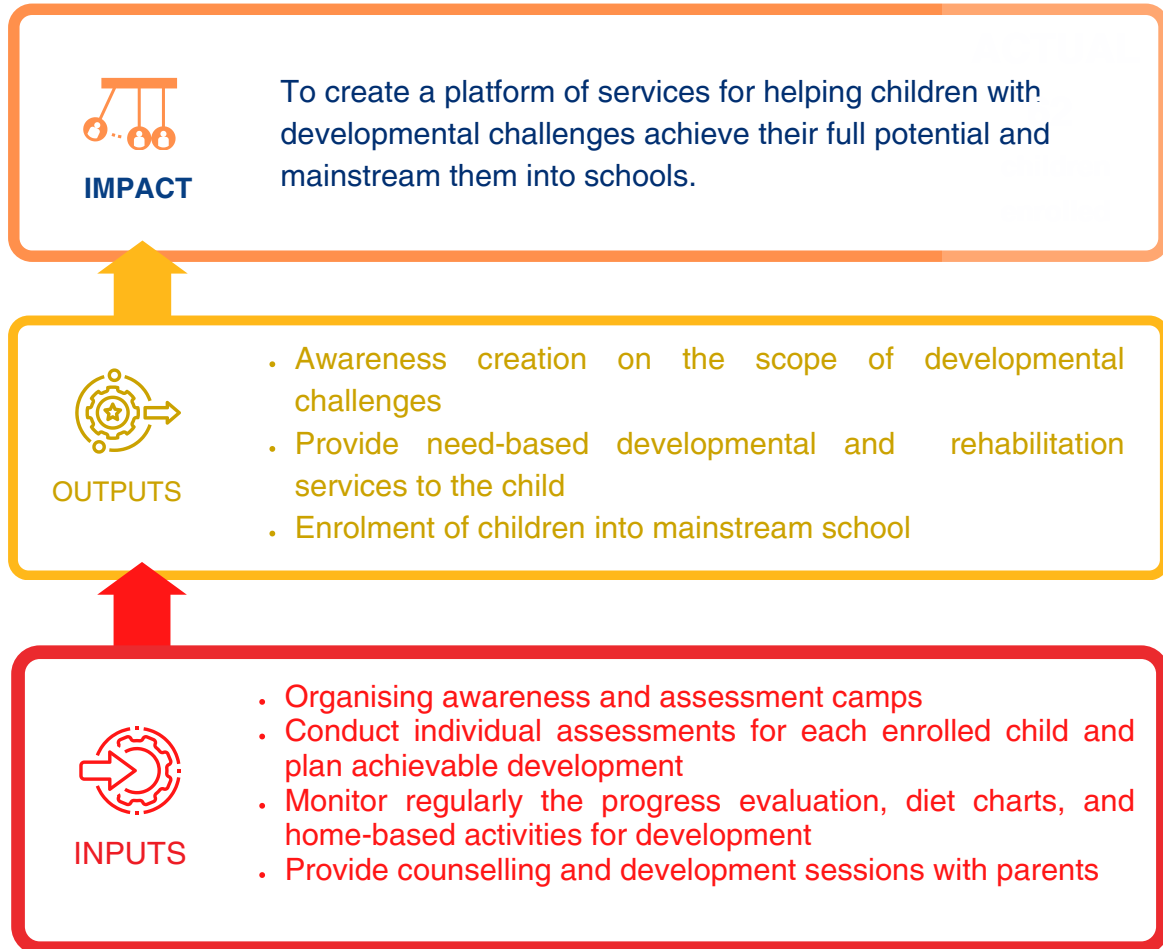 To create a platform of services for helping children with
developmental challenges achieve their full potential and
mainstream them into schools.
IMPACT
• Awareness creation on the scope of developmental
challenges
• Provide need-based developmental and rehabilitation
services to the child
• Enrolment of children into mainstream school
OUTPUTS
• Organising awareness and assessment camps
• Conduct individual assessments for each enrolled child and
plan achievable development
• Monitor regularly the progress evaluation, diet charts, and
home-based activities for development
• Provide counselling and development sessions with parents
INPUTS